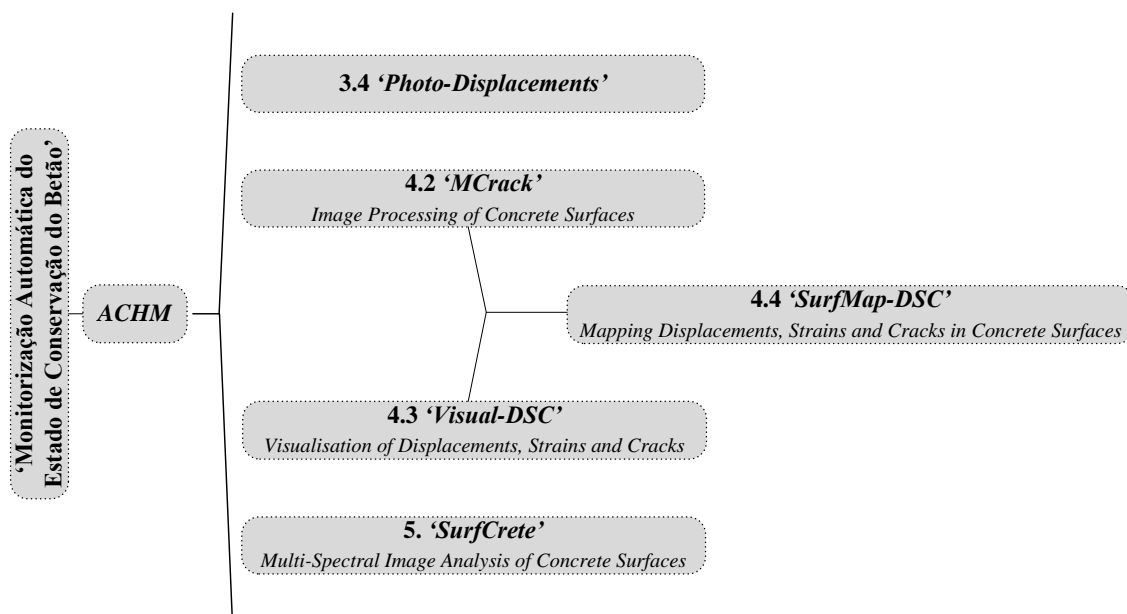 ‘Monitorização Automática do
Estado de Conservação do Betão’
ACHM
3.4 ‘Photo-Displacements’
4.2 ‘MCrack’
Image Processing of Concrete Surfaces
4.4 ‘SurfMap-DSC’
Mapping Displacements, Strains and Cracks in Concrete Surfaces
4.3 ‘Visual-DSC’
Visualisation of Displacements, Strains and Cracks
5. ‘SurfCrete’
Multi-Spectral Image Analysis of Concrete Surfaces